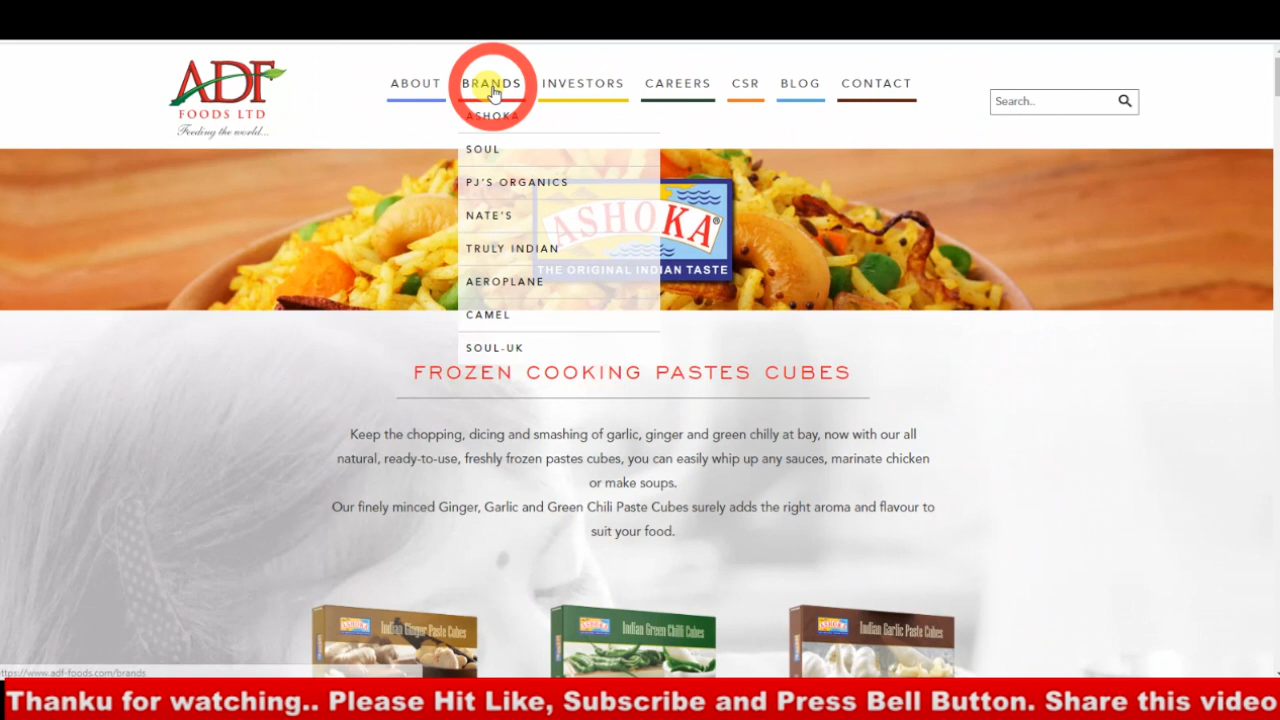 ADF
FOODS LTD
Feeding the world...
ABOUT BRANDS INVESTORS CAREERS CSR BLOG CONTACT
Search..
ASHOKA
SOUL
PJ'S ORGANICS
NATE'S
TRULY INDIAN
AEROPLANE
CAMEL
SOUL-UK
ASHOKA®
THE ORIGINAL INDIAN TASTE
FROZEN COOKING PASTES CUBES
Keep the chopping, dicing and smashing of garlic, ginger and green chilly at bay, now with our all
natural, ready-to-use, freshly frozen pastes cubes, you can easily whip up any sauces, marinate chicken
or make soups.
Our finely minced Ginger, Garlic and Green Chili Paste Cubes surely adds the right aroma and flavour to
suit your food.
ASHOKA Indian Ginger Paste Cubes
ASHOKA Indian Green Chilli Cubes
ASHOKA Indian Garlic Paste Cubes
ttps://www.adf-foods.com/brands
Thanku for watching.. Please Hit Like, Subscribe and Press Bell Button. Share this video